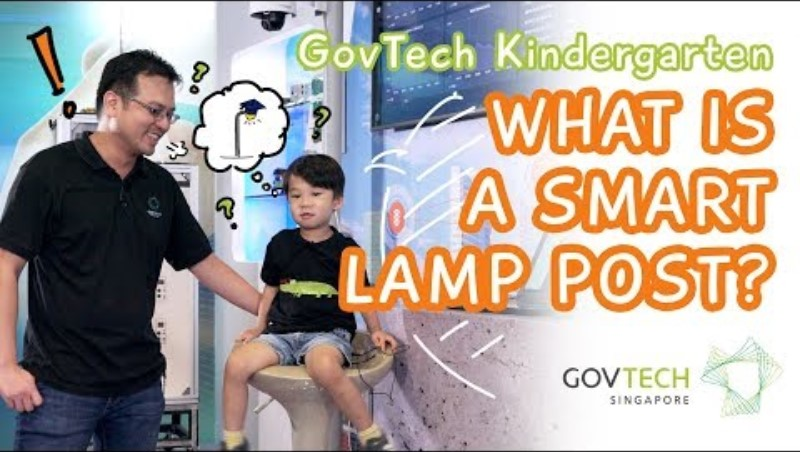 GovTech Kindergarten
WHAT IS
A SMART
LAMP POST?
GOVTECH
SINGAPORE